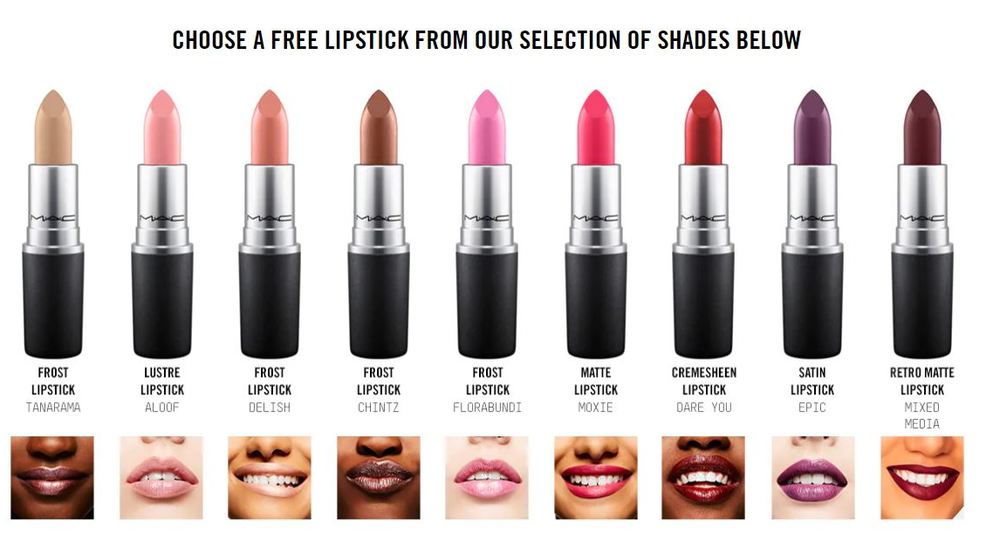 CHOOSE A FREE LIPSTICK FROM OUR SELECTION OF SHADES BELOW
MAC MAC MAC MAC MAC MAC MAC MAC MAC
FROST
LIPSTICK
TANARAMA
LUSTRE
LIPSTICK
ALOOF
FROST
LIPSTICK
DELISH
FROST
LIPSTICK
CHINTZ
FROST
LIPSTICK
FLORABUNDI
MATTE
LIPSTICK
MOXIE
CREMESHEEN
LIPSTICK
DARE YOU
SATIN
LIPSTICK
EPIC
RETRO MATTE
LIPSTICK
MIXED
MEDIA